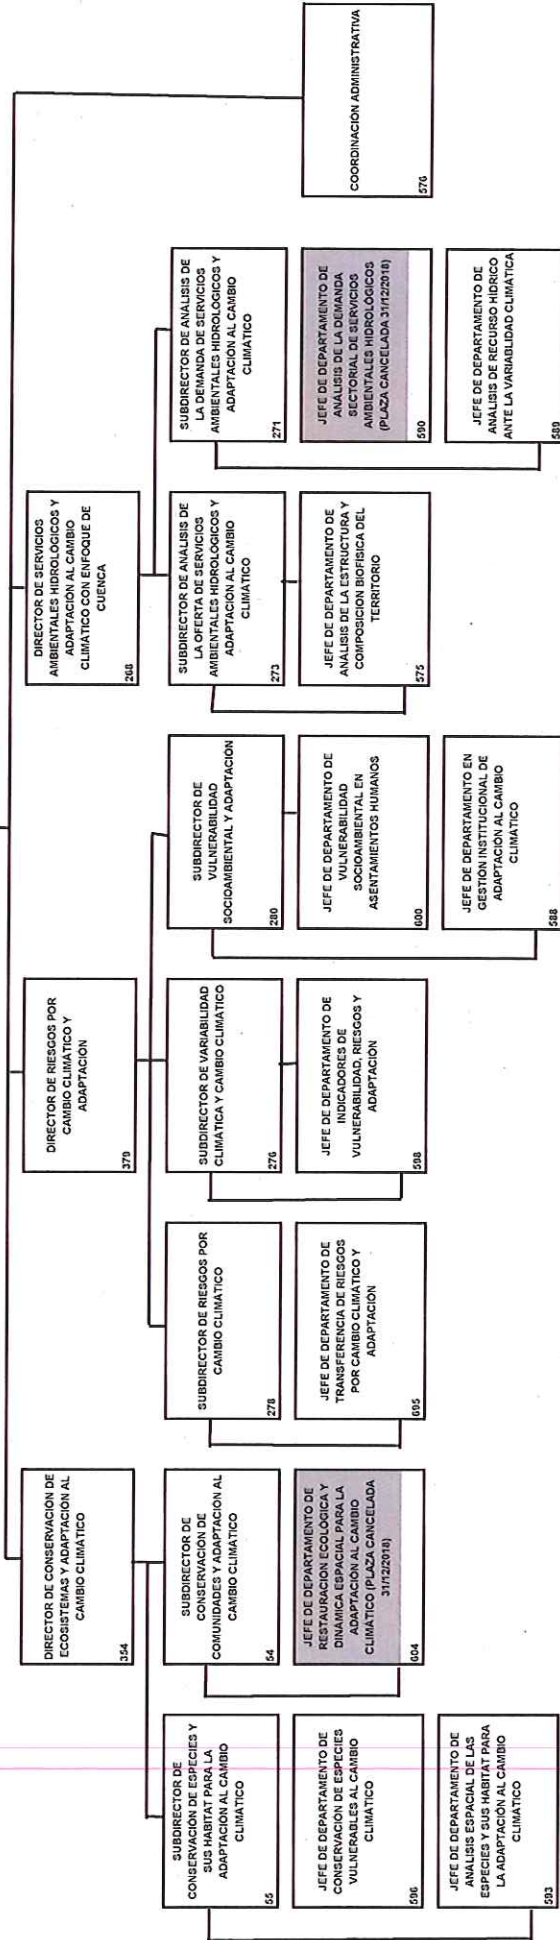 DIRECTOR DE CONSERVACIÓN DE
ECOSISTEMAS Y ADAPTACIÓN AL
CAMBIO CLIMÁTICO
354
SUBDIRECTOR DE
CONSERVACIÓN DE ESPECIES Y
SUS HABITAT PARA LA
ADAPTACIÓN AL CAMBIO
CLIMÁTICO
55
JEFE DE DEPARTAMENTO DE
CONSERVACIÓN DE ESPECIES
VULNERABLES AL CAMBIO
CLIMÁTICO
596
JEFE DE DEPARTAMENTO DE
ANÁLISIS ESPACIAL DE LAS
ESPECIES Y SUS HABITAT PARA
LA ADAPTACIÓN AL CAMBIO
CLIMÁTICO
593
SUBDIRECTOR DE
CONSERVACIÓN DE
COMUNIDADES Y ADAPTACIÓN AL
CAMBIO CLIMÁTICO
54
JEFE DE DEPARTAMENTO DE
RESTAURACIÓN ECOLÓGICA Y
DINÁMICA ESPACIAL PARA LA
ADAPTACIÓN AL CAMBIO
CLIMÁTICO (PLAZA CANCELADA
31/12/2018)
604
DIRECTOR DE RIESGOS POR
CAMBIO CLIMÁTICO Y
ADAPTACIÓN
379
SUBDIRECTOR DE RIESGOS POR
CAMBIO CLIMÁTICO
278
JEFE DE DEPARTAMENTO DE
TRANSFERENCIA DE RIESGOS
POR CAMBIO CLIMÁTICO Y
ADAPTACIÓN
695
SUBDIRECTOR DE VARIABILIDAD
CLIMÁTICA Y CAMBIO CLIMÁTICO
276
JEFE DE DEPARTAMENTO DE
INDICADORES DE
VULNERABILIDAD, RIESGOS Y
ADAPTACIÓN
598
SUBDIRECTOR DE
VULNERABILIDAD
SOCIOAMBIENTAL Y ADAPTACIÓN
280
JEFE DE DEPARTAMENTO DE
VULNERABILIDAD
SOCIOAMBIENTAL EN
ASENTAMIENTOS HUMANOS
600
JEFE DE DEPARTAMENTO EN
GESTIÓN INSTITUCIONAL DE
ADAPTACIÓN AL CAMBIO
CLIMÁTICO
588
DIRECTOR DE SERVICIOS
AMBIENTALES HIDROLÓGICOS Y
ADAPTACIÓN AL CAMBIO
CLIMÁTICO CON ENFOQUE DE
CUENCA
268
SUBDIRECTOR DE ANÁLISIS DE
LA OFERTA DE SERVICIOS
AMBIENTALES HIDROLÓGICOS Y
ADAPTACIÓN AL CAMBIO
CLIMÁTICO
273
JEFE DE DEPARTAMENTO DE
ANÁLISIS DE LA ESTRUCTURA Y
COMPOSICIÓN BIOFÍSICA DEL
TERRITORIO
575
SUBDIRECTOR DE ANÁLISIS DE
LA DEMANDA DE SERVICIOS
AMBIENTALES HIDROLÓGICOS Y
ADAPTACIÓN AL CAMBIO
CLIMÁTICO
271
JEFE DE DEPARTAMENTO DE
ANÁLISIS DE LA DEMANDA
SECTORIAL DE SERVICIOS
AMBIENTALES HIDROLÓGICOS
(PLAZA CANCELADA 31/12/2018)
590
JEFE DE DEPARTAMENTO DE
ANÁLISIS DE RECURSO HÍDRICO
ANTE LA VARIABILIDAD CLIMÁTICA
589
COORDINACIÓN ADMINISTRATIVA
576